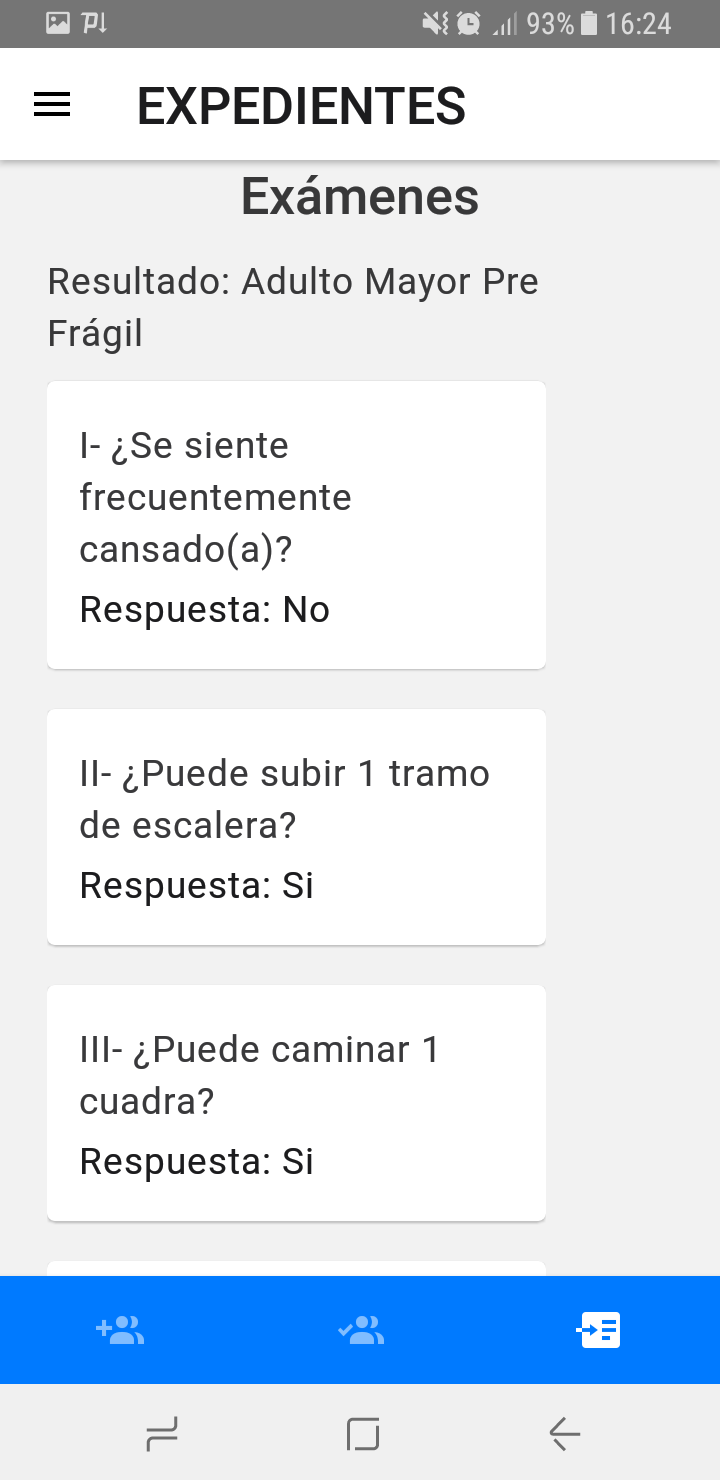 93% 16:24
EXPEDIENTES
Exámenes
Resultado: Adulto Mayor Pre
Frágil
I- ¿Se siente
frecuentemente
cansado(a)?
Respuesta: No
II- ¿Puede subir 1 tramo
de escalera?
Respuesta: Si
III- ¿Puede caminar 1
cuadra?
Respuesta: Si